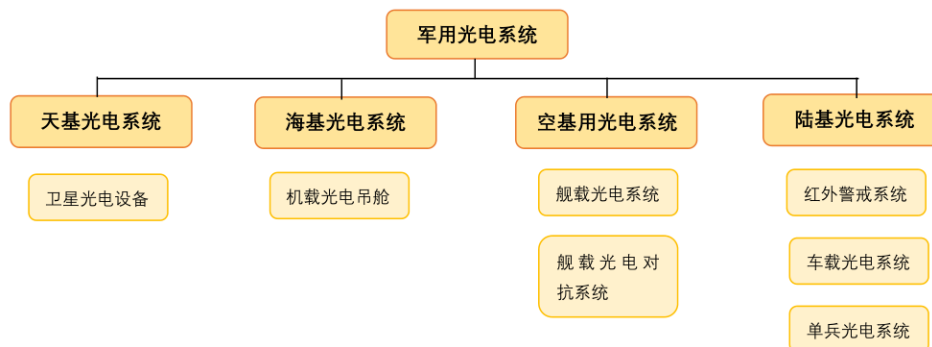 军用光电系统
天基光电系统
海基光电系统
空基用光电系统
陆基光电系统
卫星光电设备
机载光电吊舱
舰载光电系统
红外警戒系统
舰载光电对
抗系统
车载光电系统
单兵光电系统